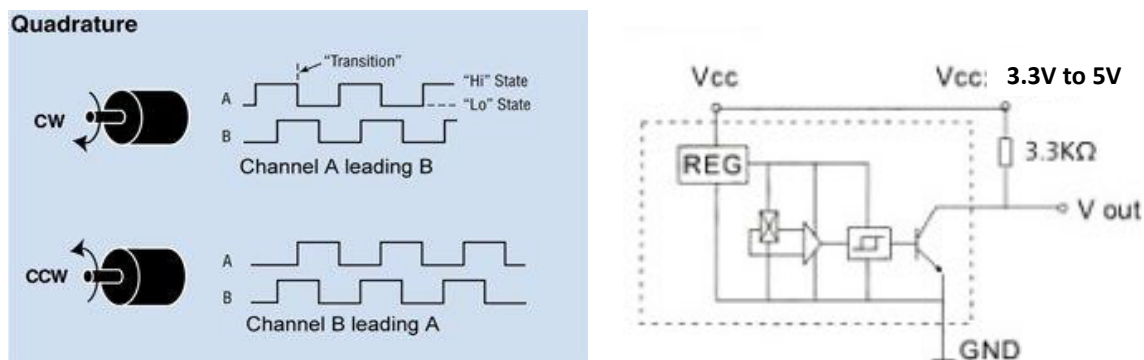 Quadrature
"Transition"
"Hi" State
A
"Lo" State
CW
B
Channel A leading B
A
CCW
B
Channel B leading A
Vcc
Vcc: 3.3V to 5V
REG
3.3KΩ
V out
GND